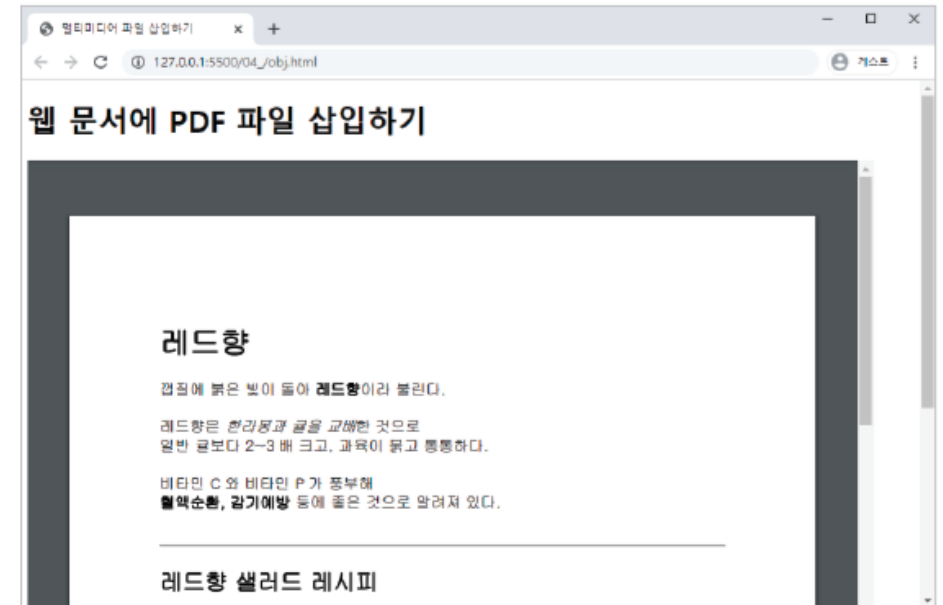 멀티미디어 파일 삽입하기
127.0.0.1:5500/04_/obj.html
게스트
웹 문서에 PDF 파일 삽입하기
레드향
껍질에 붉은 빛이 돌아 레드향이라 불린다.
레드향은 한라봉과 귤을 교배한 것으로
일반 귤보다 2~3 배 크고, 과육이 붉고 통통하다.
비타민 C 와 비타민 P 가 풍부해
혈액순환, 감기예방 등에 좋은 것으로 알려져 있다.
레드향 샐러드 레시피